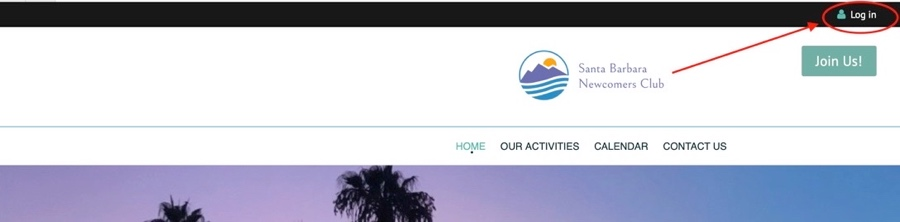 Log in
Join Us!
Santa Barbara
Newcomers Club
HOME OUR ACTIVITIES CALENDAR CONTACT US